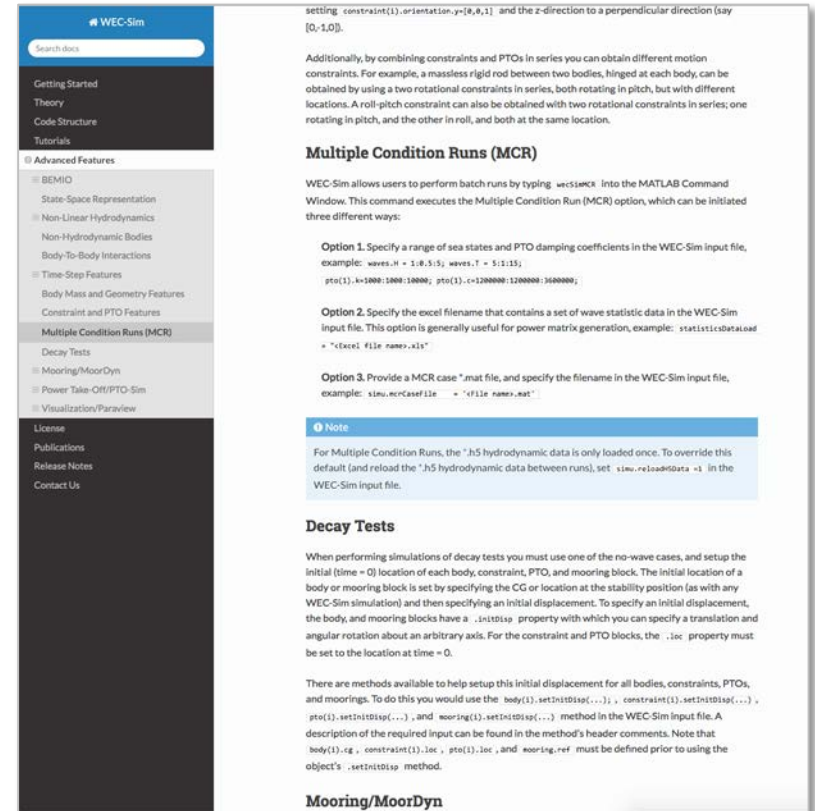 WEC-Sim
Search docs
Getting Started
Theory
Code Structure
Tutorials
Advanced Features
BEMIO
State-Space Representation
Non-Linear Hydrodynamics
Non-Hydrodynamic Bodies
Body-To-Body Interactions
Time-Step Features
Body Mass and Geometry Features
Constraint and PTO Features
Multiple Condition Runs (MCR)
Decay Tests
Mooring/MoorDyn
Power Take-Off/PTO-Sim
Visualization/Paraview
License
Publications
Release Notes
Contact Us
setting constraint(i).orientation.y=[0,0,1] and the z-direction to a perpendicular direction (say
[0,-1,0]).
Additionally, by combining constraints and PTOs in series you can obtain different motion
constraints. For example, a massless rigid rod between two bodies, hinged at each body, can be
obtained by using a two rotational constraints in series, both rotating in pitch, but with different
locations. A roll-pitch constraint can also be obtained with two rotational constraints in series; one
rotating in pitch, and the other in roll, and both at the same location.
Multiple Condition Runs (MCR)
WEC-Sim allows users to perform batch runs by typing wecSimMCR into the MATLAB Command
Window. This command executes the Multiple Condition Run (MCR) option, which can be initiated
three different ways:
Option 1. Specify a range of sea states and PTO damping coefficients in the WEC-Sim input file,
example: waves.H = 1:0.5:5; waves.T = 5:1:15;
pto(1).k=1000:1000:10000; pto(1).c=1200000:1200000:3600000;
Option 2. Specify the excel filename that contains a set of wave statistic data in the WEC-Sim
input file. This option is generally useful for power matrix generation, example: statisticsDataLoad
= "<Excel file name>.xls"
Option 3. Provide a MCR case *.mat file, and specify the filename in the WEC-Sim input file,
example: simu.mcrCaseFile = "<File name>.mat"
Note
For Multiple Condition Runs, the *.h5 hydrodynamic data is only loaded once. To override this
default (and reload the *.h5 hydrodynamic data between runs), set simu.reloadH5Data =1 in the
WEC-Sim input file.
Decay Tests
When performing simulations of decay tests you must use one of the no-wave cases, and setup the
initial (time = 0) location of each body, constraint, PTO, and mooring block. The initial location of a
body or mooring block is set by specifying the CG or location at the stability position (as with any
WEC-Sim simulation) and then specifying an initial displacement. To specify an initial displacement,
the body, and mooring blocks have a .initDisp property with which you can specify a translation and
angular rotation about an arbitrary axis. For the constraint and PTO blocks, the .loc property must
be set to the location at time = 0.
There are methods available to help setup this initial displacement for all bodies, constraints, PTOs,
and moorings. To do this you would use the body(i).setInitDisp(...); , constraint(i).setInitDisp(...) ,
pto(i).setInitDisp(...) , and mooring(i).setInitDisp(...) method in the WEC-Sim input file. A
description of the required input can be found in the method's header comments. Note that
body(i).cg , constraint(i).loc , pto(i).loc , and mooring.ref must be defined prior to using the
object's .setInitDisp method.
Mooring/MoorDyn